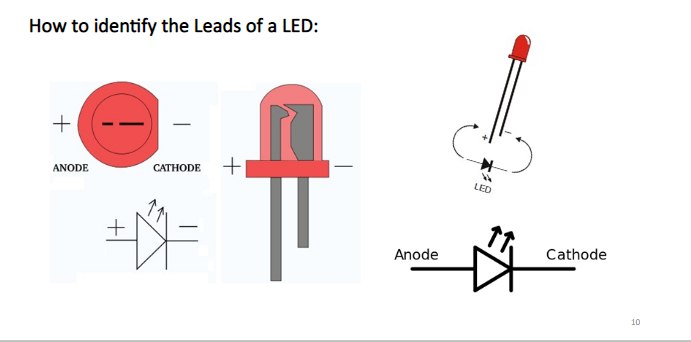 How to identify the Leads of a LED:
+ −
ANODE CATHODE
+ −
+ −
+ −
LED
Anode Cathode
10